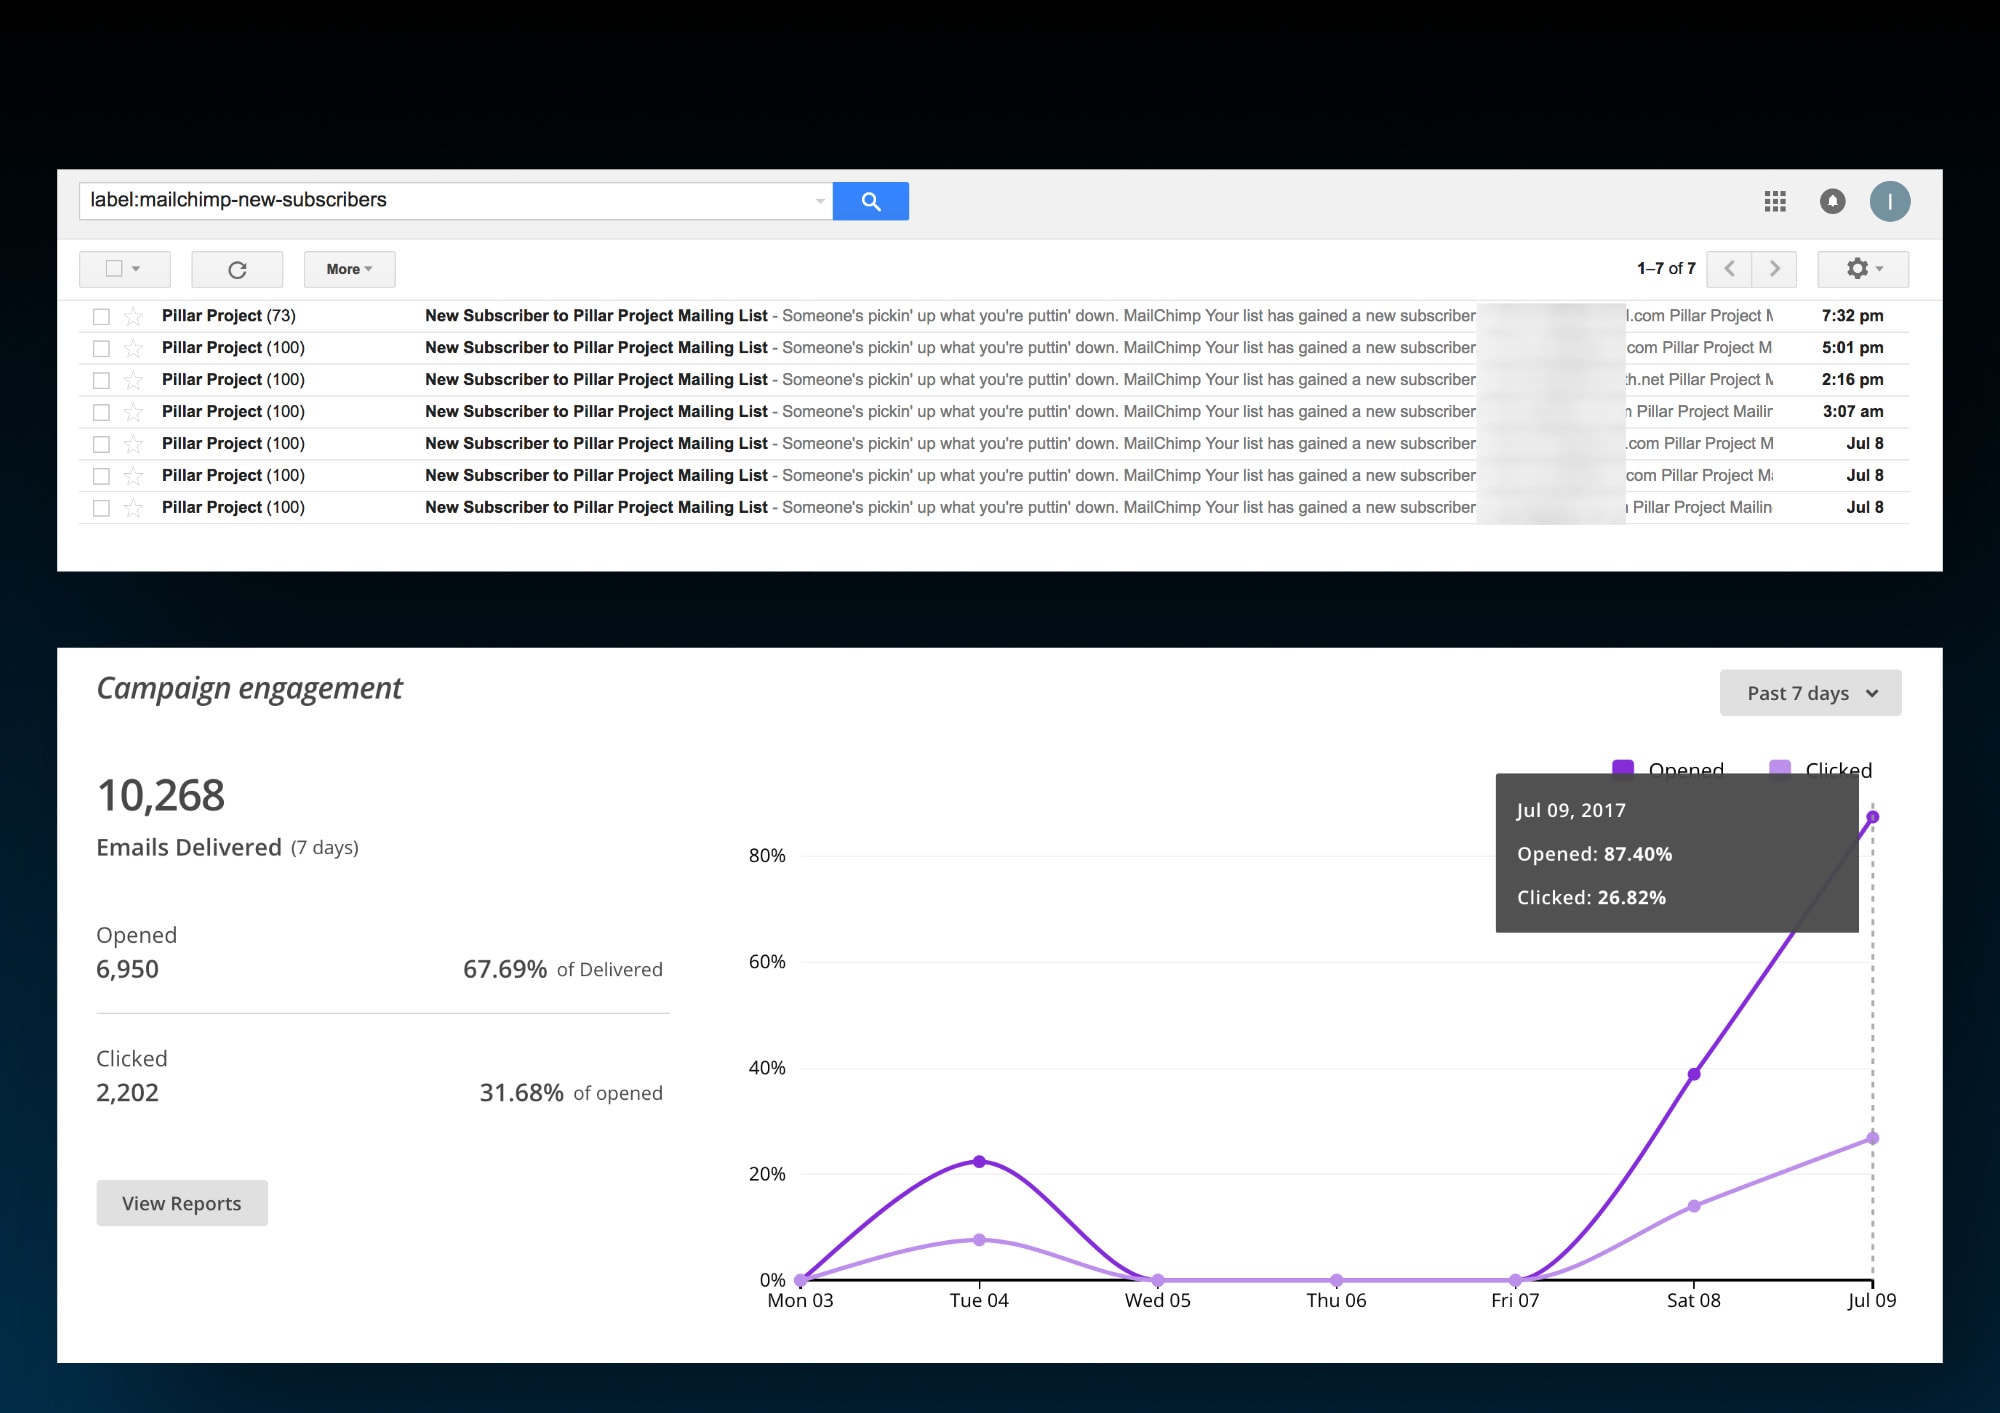 label:mailchimp-new-subscribers
I
More
1–7 of 7
Pillar Project (73) New Subscriber to Pillar Project Mailing List - Someone's pickin' up what you're puttin' down. MailChimp Your list has gained a new subscriber l.com Pillar Project 7:32 pm
Pillar Project (100) New Subscriber to Pillar Project Mailing List - Someone's pickin' up what you're puttin' down. MailChimp Your list has gained a new subscriber com Pillar Project M 5:01 pm
Pillar Project (100) New Subscriber to Pillar Project Mailing List - Someone's pickin' up what you're puttin' down. MailChimp Your list has gained a new subscriber th.net Pillar Project 2:16 pm
Pillar Project (100) New Subscriber to Pillar Project Mailing List - Someone's pickin' up what you're puttin' down. MailChimp Your list has gained a new subscriber Pillar Project Mailin 3:07 am
Pillar Project (100) New Subscriber to Pillar Project Mailing List - Someone's pickin' up what you're puttin' down. MailChimp Your list has gained a new subscriber .com Pillar Project M Jul 8
Pillar Project (100) New Subscriber to Pillar Project Mailing List - Someone's pickin' up what you're puttin' down. MailChimp Your list has gained a new subscriber com Pillar Project Ma Jul 8
Pillar Project (100) New Subscriber to Pillar Project Mailing List - Someone's pickin' up what you're puttin' down. MailChimp Your list has gained a new subscriber Pillar Project Mailin Jul 8
Campaign engagement
Past 7 days
10,268
Emails Delivered (7 days)
Opened
6,950 67.69% of Delivered
Clicked
2,202 31.68% of opened
View Reports
Opened Clicked
Jul 09, 2017
Opened: 87.40%
Clicked: 26.82%
80%
60%
40%
20%
0%
Mon 03 Tue 04 Wed 05 Thu 06 Fri 07 Sat 08 Jul 09